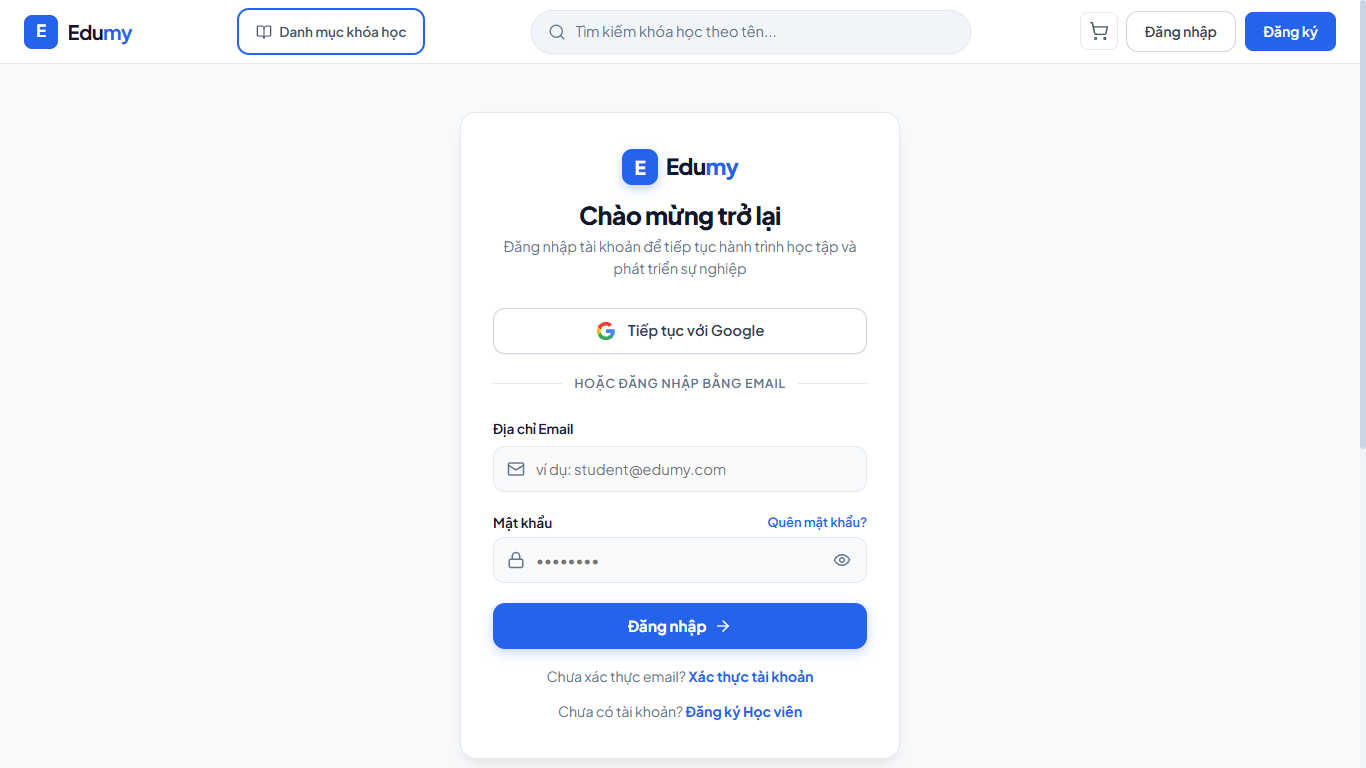 E Edumy
Danh mục khóa học
Tìm kiếm khóa học theo tên...
Đăng nhập
Đăng ký
E Edumy
Chào mừng trở lại
Đăng nhập tài khoản để tiếp tục hành trình học tập và
phát triển sự nghiệp
Tiếp tục với Google
HOẶC ĐĂNG NHẬP BẰNG EMAIL
Địa chỉ Email
ví dụ: student@edumy.com
Mật khẩu
Quên mật khẩu?
••••••••
Đăng nhập →
Chưa xác thực email? Xác thực tài khoản
Chưa có tài khoản? Đăng ký Học viên